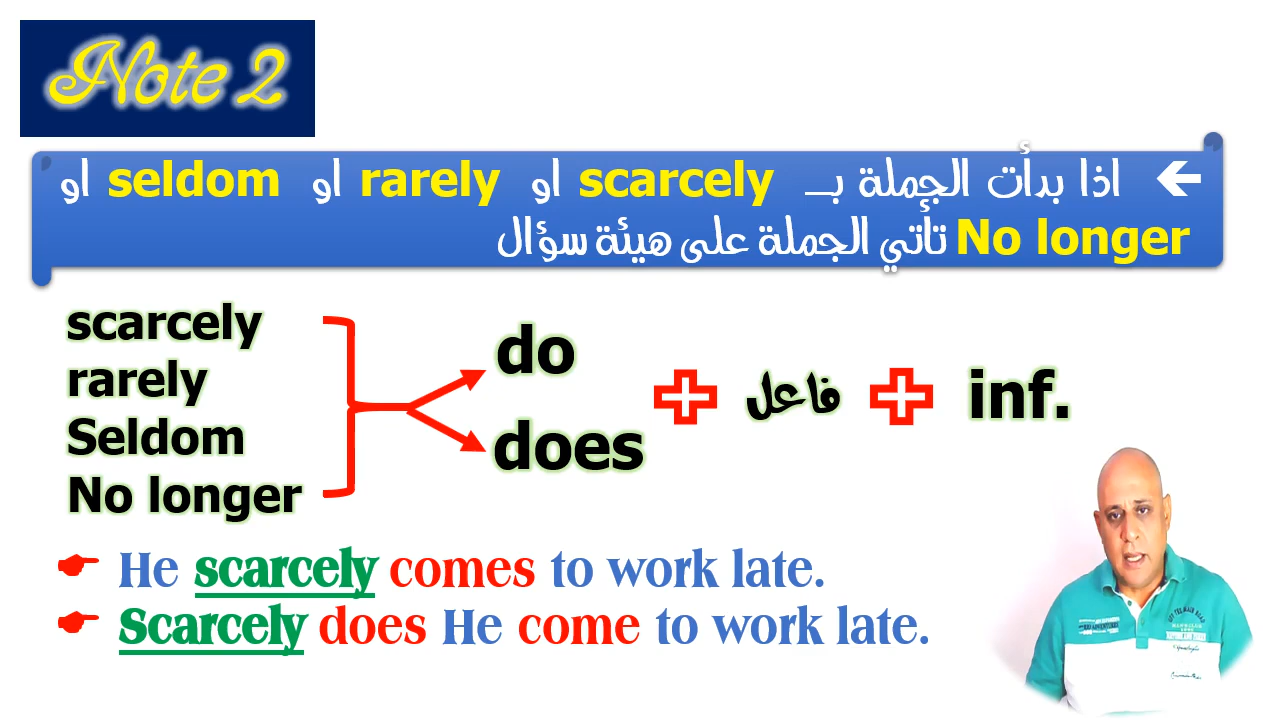 Note 2
اذا بدأت الجملة بـ scarcely او rarely او seldom او
No longer تأتي الجملة على هيئة سؤال
scarcely
rarely
Seldom
No longer
do
does
فاعل
inf.
He scarcely comes to work late.
Scarcely does He come to work late.